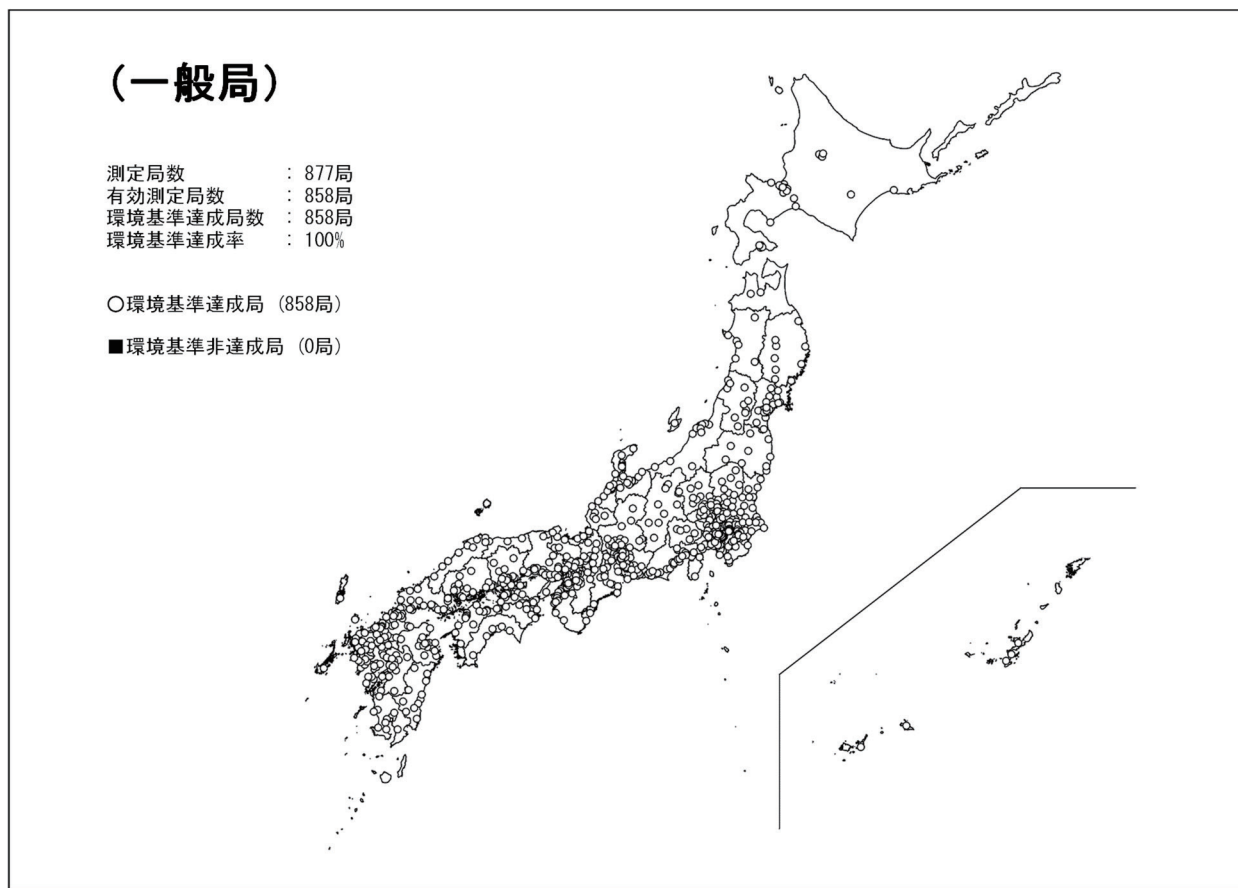 （一般局）
測定局数 : 877局
有効測定局数 : 858局
環境基準達成局数 : 858局
環境基準達成率 : 100%
○環境基準達成局 (858局)
■環境基準非達成局 (0局)